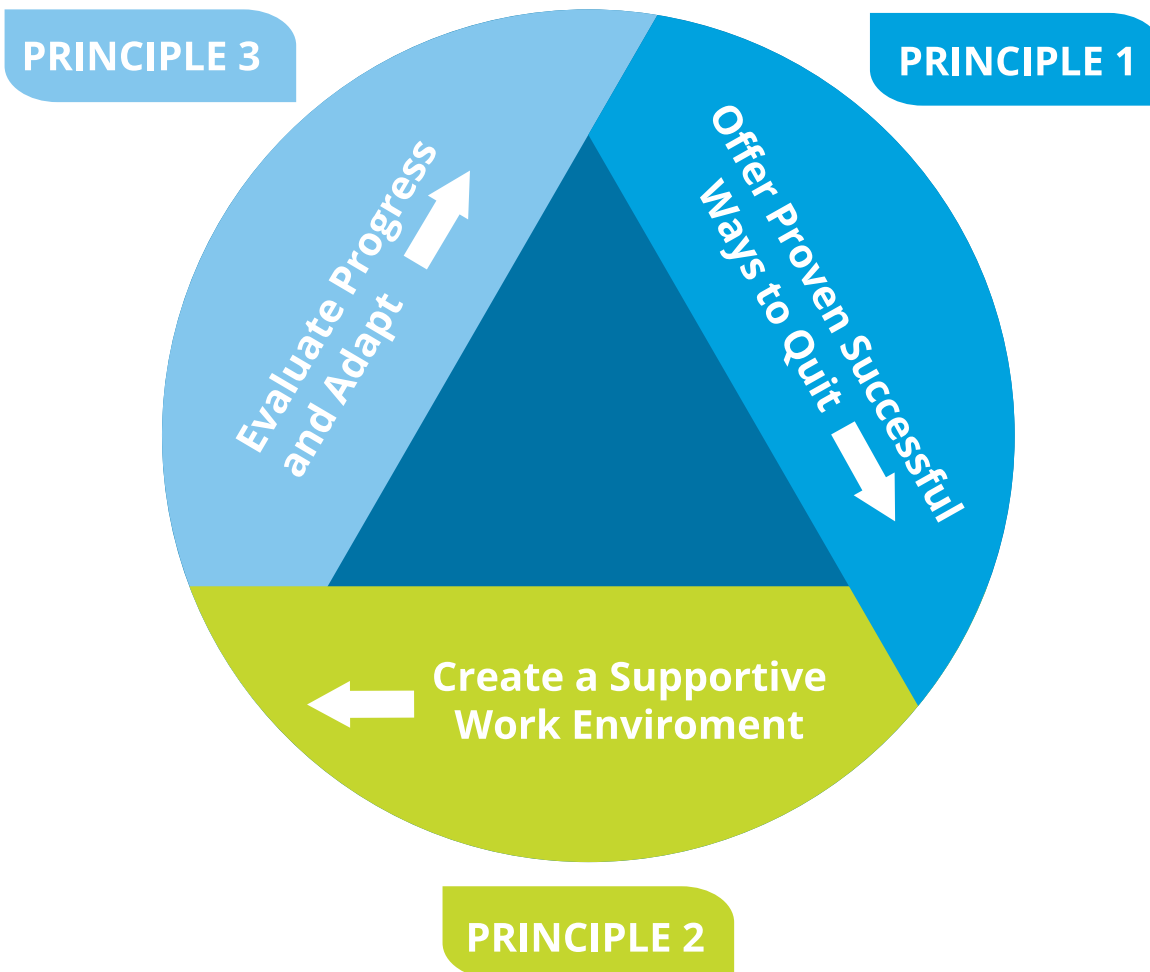 PRINCIPLE 1
Offer Proven Successful
Ways to Quit
PRINCIPLE 2
Create a Supportive
Work Enviroment
PRINCIPLE 3
Evaluate Progress
and Adapt